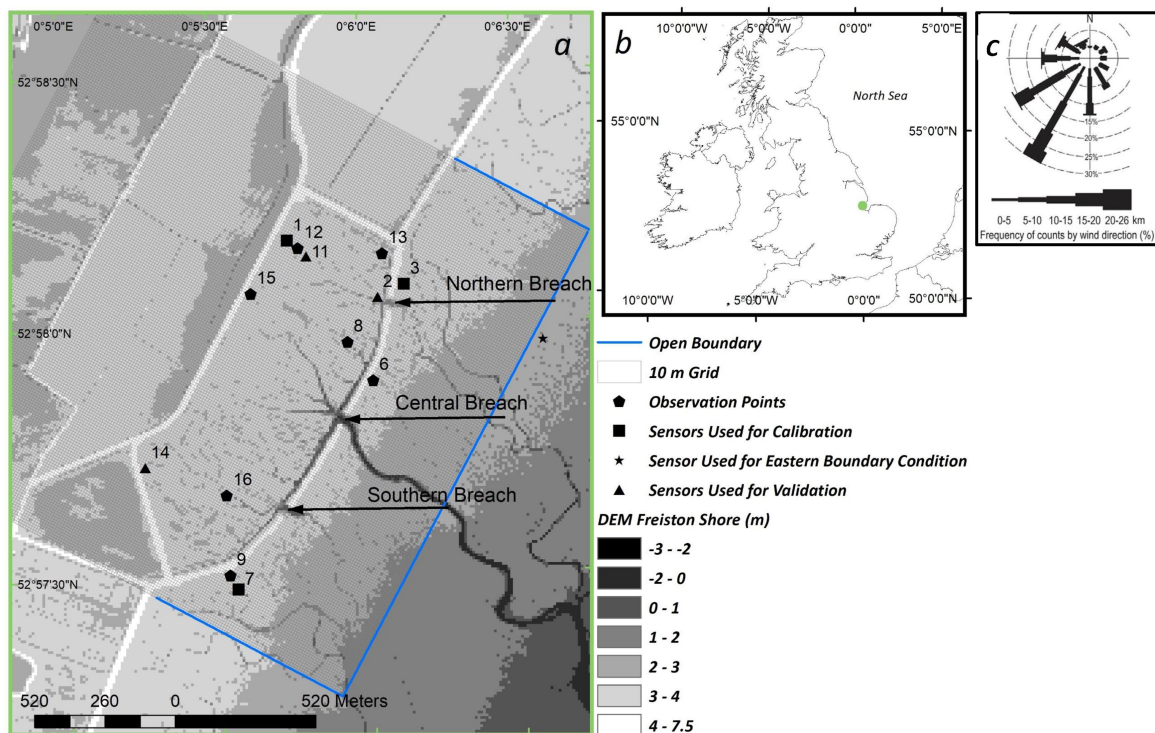 0°5'0"E 0°5'30"E 0°6'0"E 0°6'30"E
a
52°58'30"N
52°58'0"N
52°57'30"N
1
12
11
13
3
2
15
8
6
14
16
9
7
Northern Breach
Central Breach
Southern Breach
520 260 0 520 Meters
10°0'0"W 5°0'0"W 0°0'0" 5°0'0"E
b
North Sea
55°0'0"N 55°0'0"N
50°0'0"N
10°0'0"W 5°0'0"W 0°0'0"
c
N
15%
20%
25%
30%
0-5 5-10 10-15 15-20 20-26 km
Frequency of counts by wind direction (%)
Open Boundary
10 m Grid
Observation Points
Sensors Used for Calibration
Sensor Used for Eastern Boundary Condition
Sensors Used for Validation
DEM Freiston Shore (m)
-3 - -2
-2 - 0
0 - 1
1 - 2
2 - 3
3 - 4
4 - 7.5